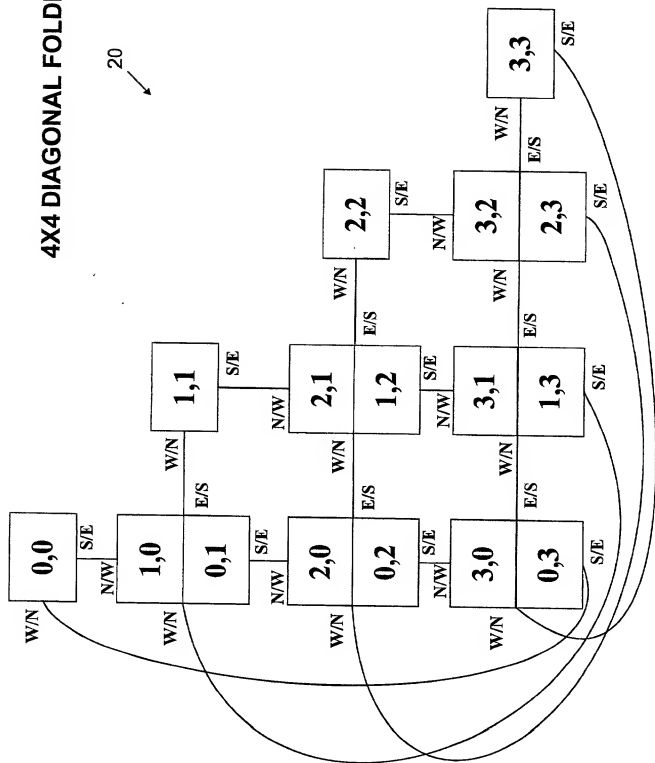 4X4 DIAGONAL FOLD
20
0,0
W/N
S/E
N/W
1,0
1,1
W/N
W/N
S/E
0,1
E/S
S/E
N/W
N/W
2,0
2,1
2,2
W/N
W/N
W/N
S/E
0,2
E/S
1,2
E/S
S/E
S/E
N/W
N/W
N/W
3,0
3,1
3,2
3,3
W/N
W/N
W/N
W/N
S/E
0,3
E/S
1,3
E/S
2,3
E/S
S/E
S/E
S/E